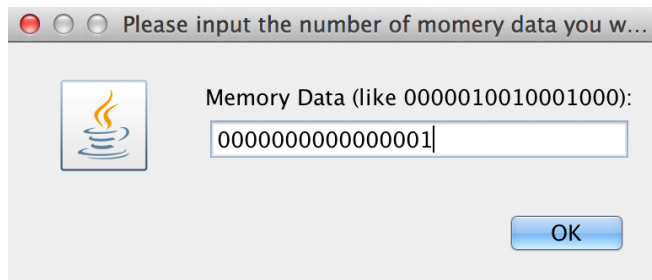 Please input the number of momery data you w...
Memory Data (like 0000010010001000):
0000000000000001
OK